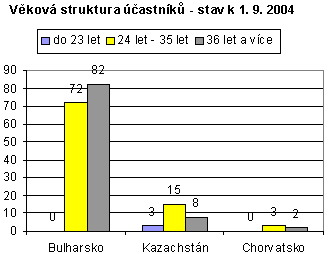 Věková struktura účastníků - stav k 1. 9. 2004
do 23 let 24 let - 35 let 36 let a více
90
80
70
60
50
40
30
20
10
0
0 72 82
3 15 8
0 3 2
Bulharsko Kazachstán Chorvatsko